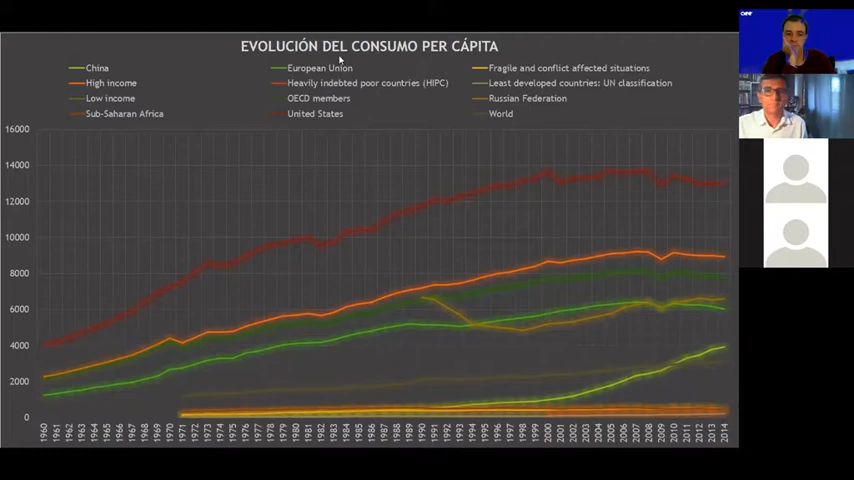 EVOLUCIÓN DEL CONSUMO PER CÁPITA
China European Union Fragile and conflict affected situations
High income Heavily indebted poor countries (HIPC) Least developed countries: UN classification
Low income OECD members Russian Federation
Sub-Saharan Africa United States World
16000
14000
12000
10000
8000
6000
4000
2000
0
1960 1961 1962 1963 1964 1965 1966 1967 1968 1969 1970 1971 1972 1973 1974 1975 1976 1977 1978 1979 1980 1981 1982 1983 1984 1985 1986 1987 1988 1989 1990 1991 1992 1993 1994 1995 1996 1997 1998 1999 2000 2001 2002 2003 2004 2005 2006 2007 2008 2009 2010 2011 2012 2013 2014